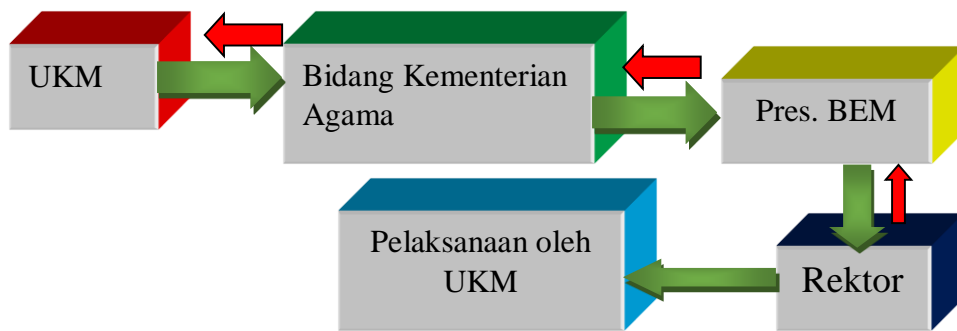 UKM
Bidang Kementerian
Agama
Pres. BEM
Pelaksanaan oleh
UKM
Rektor